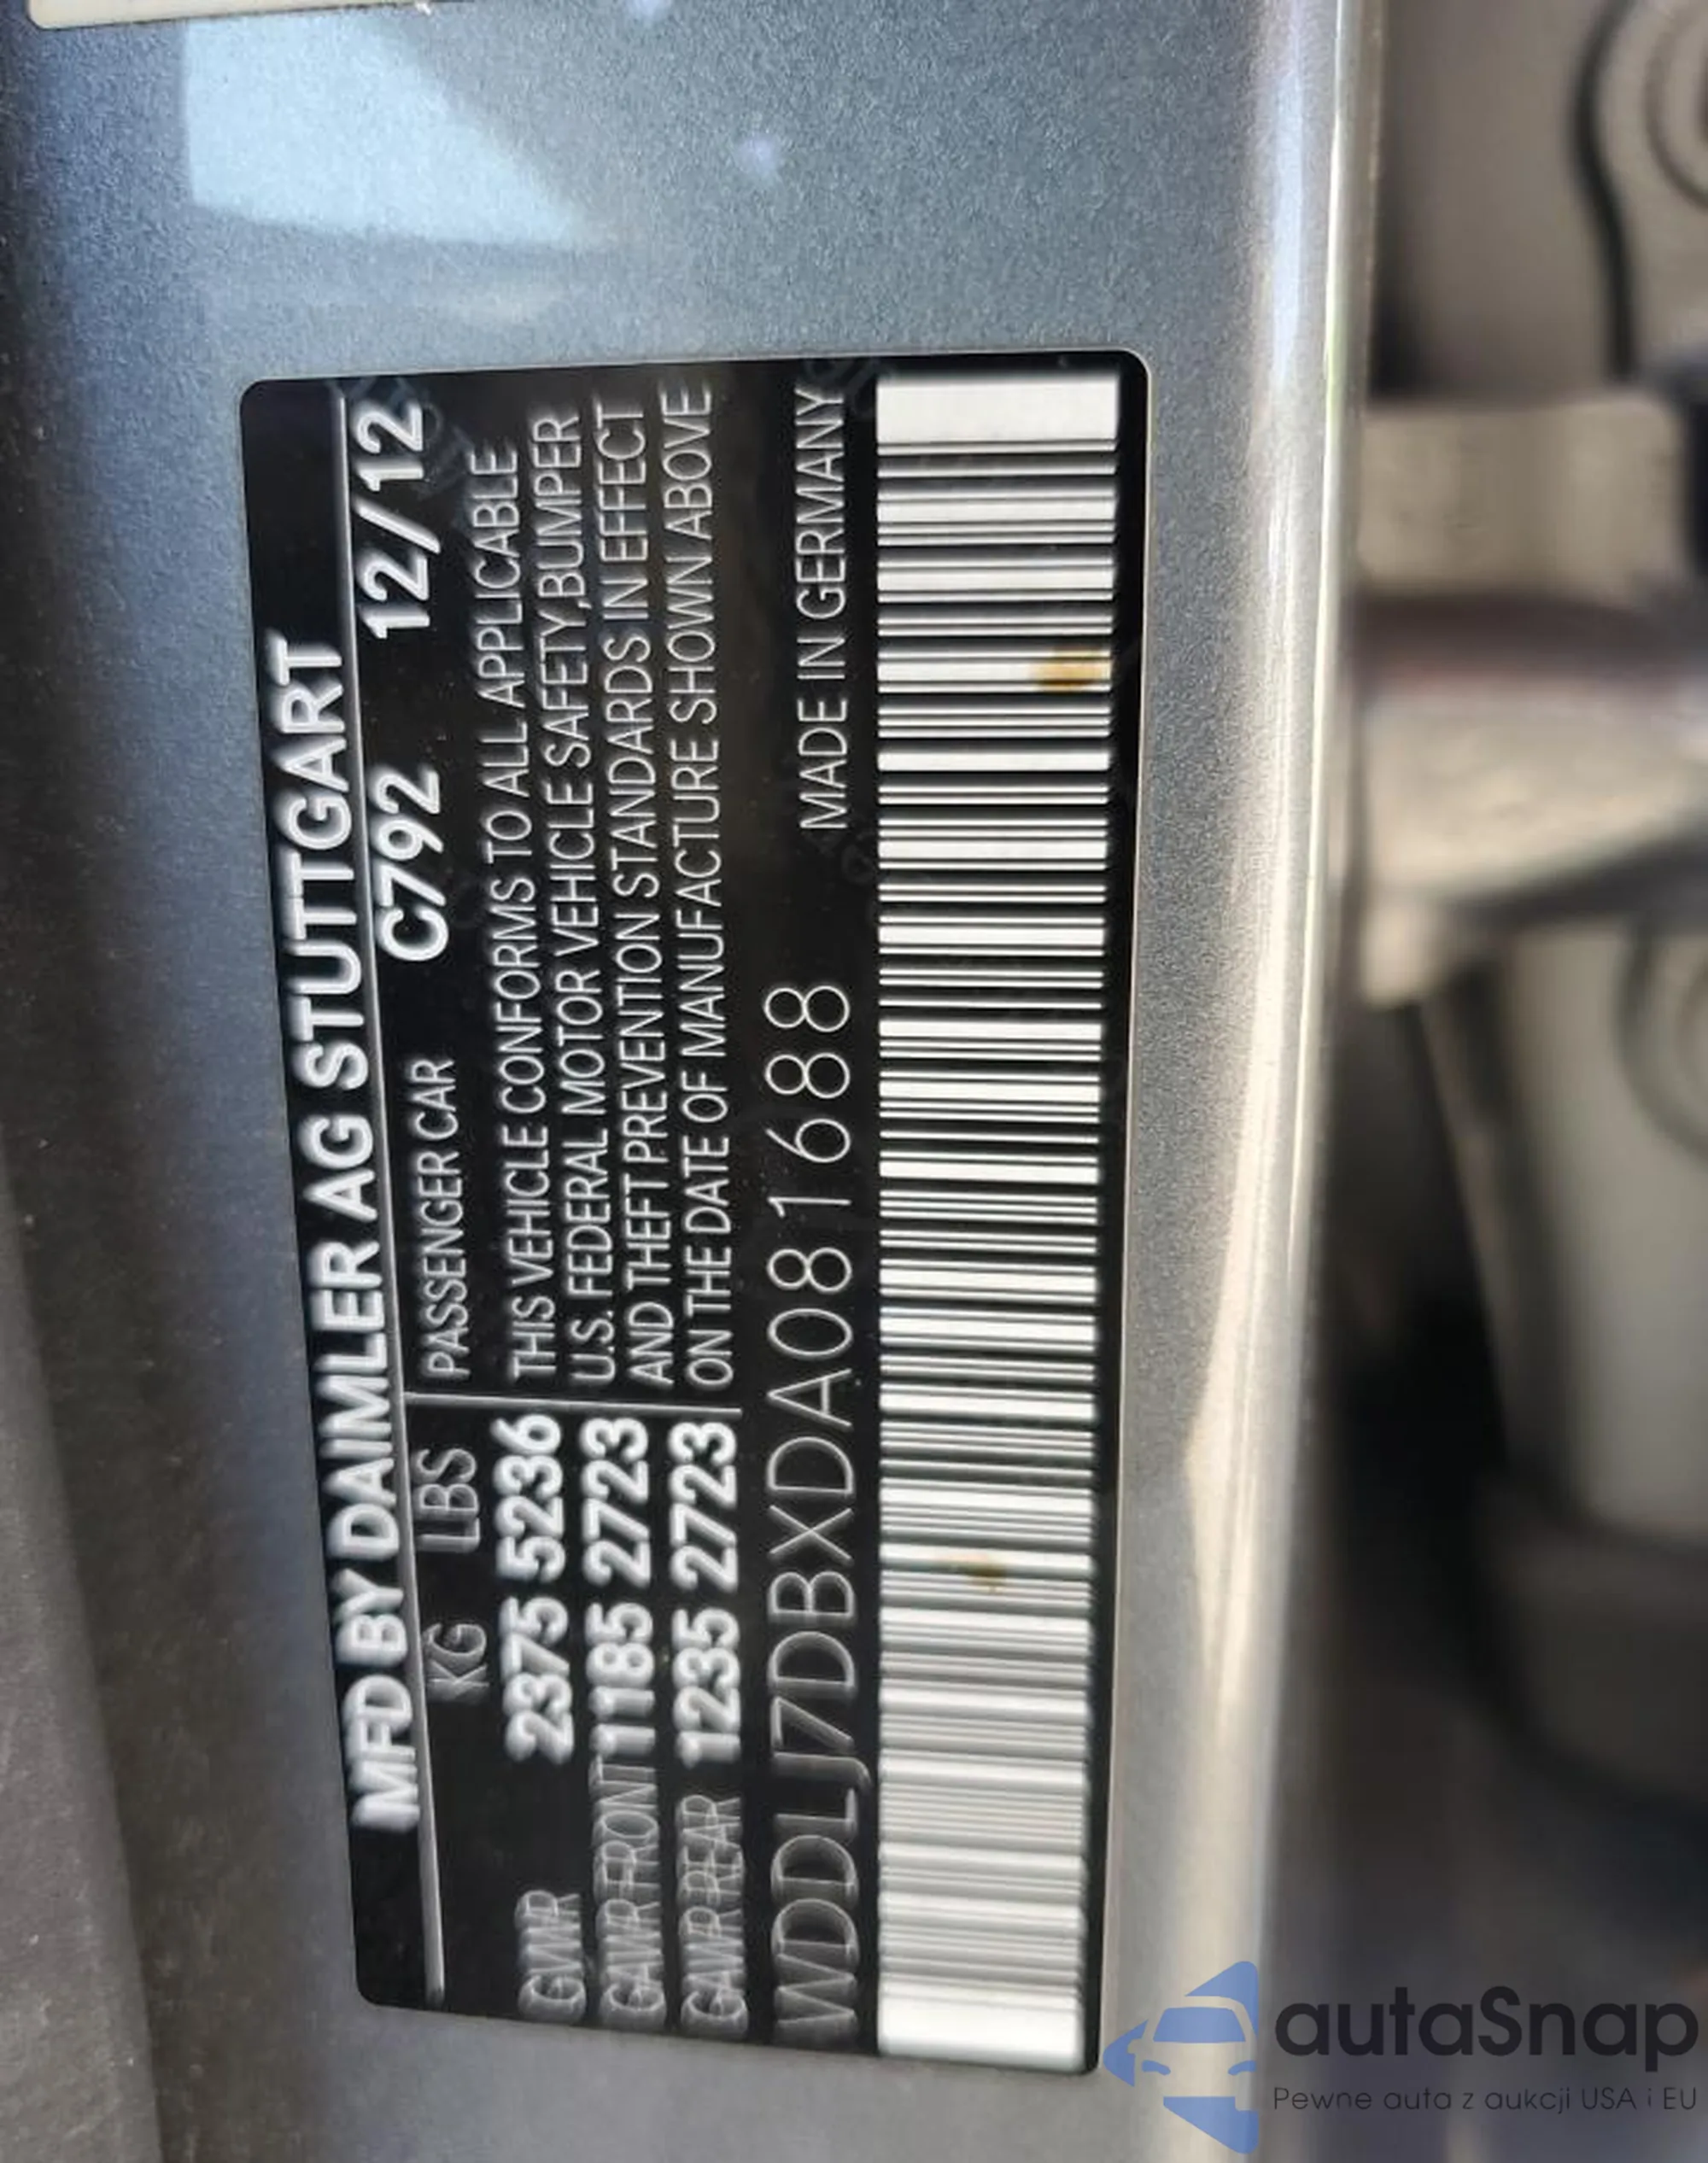 MFD BY DAIMLER AG STUTTGART
KG LBS PASSENGER CAR C792 12/12
GWR 2375 5236 THIS VEHICLE CONFORMS TO ALL APPLICABLE
GAWR FRONT 1185 2723 U.S. FEDERAL MOTOR VEHICLE SAFETY, BUMPER
GAWR REAR 1235 2723 AND THEFT PREVENTION STANDARDS IN EFFECT
ON THE DATE OF MANUFACTURE SHOWN ABOVE
WDDLJ7DBXDA081688 MADE IN GERMANY
autaSnap
Pewne auta z aukcji USA i EU